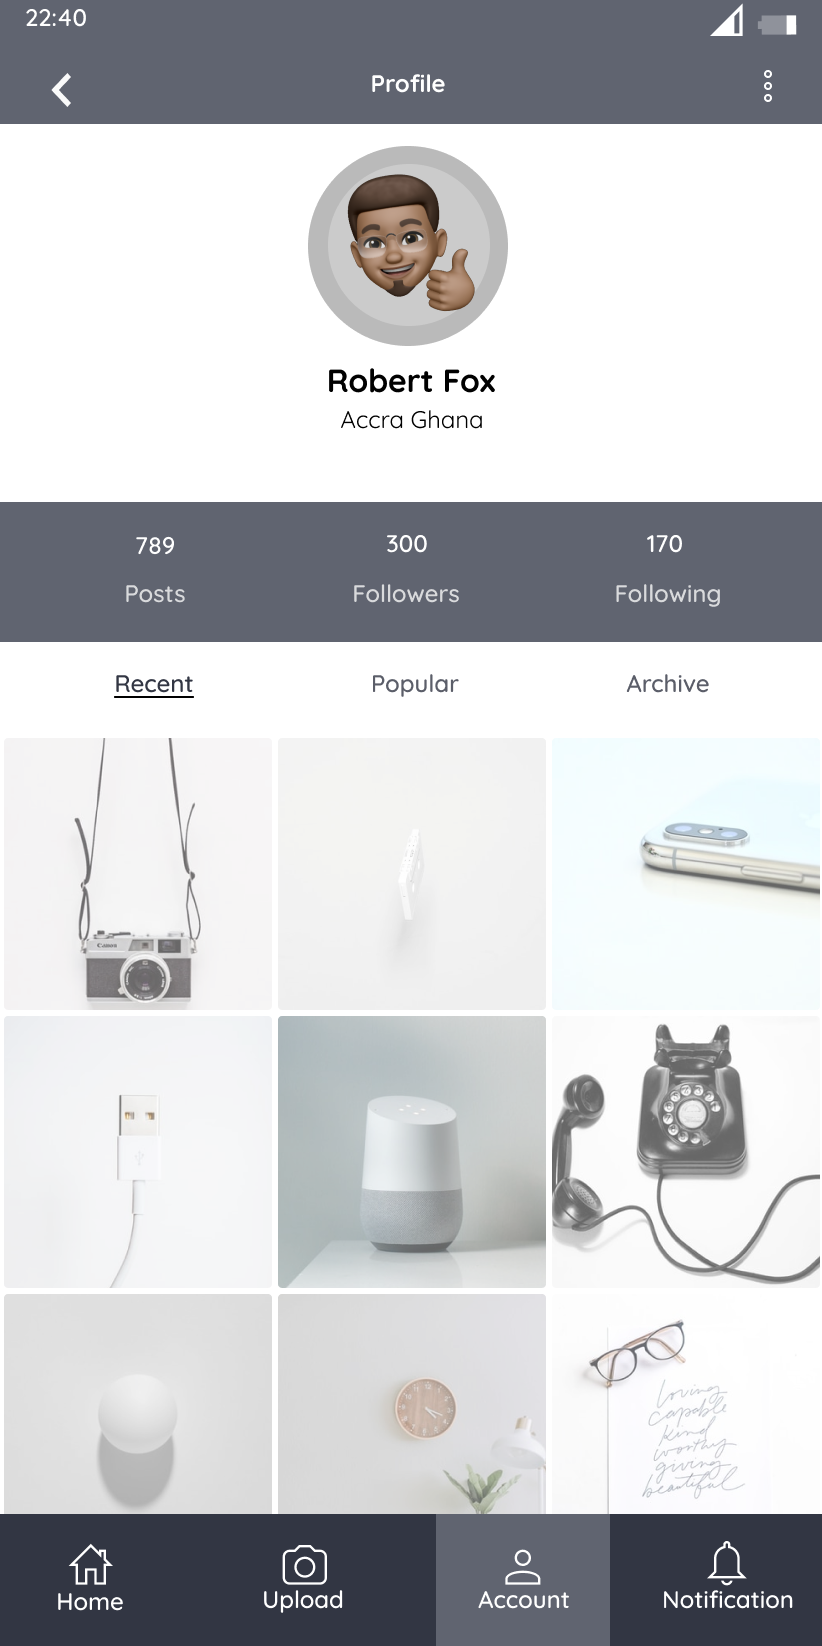 22:40
Profile
Robert Fox
Accra Ghana
789 300 170
Posts Followers Following
Recent Popular Archive
Canon
loving
capable
kind
worthy
giving
beautiful
Home Upload Account Notification